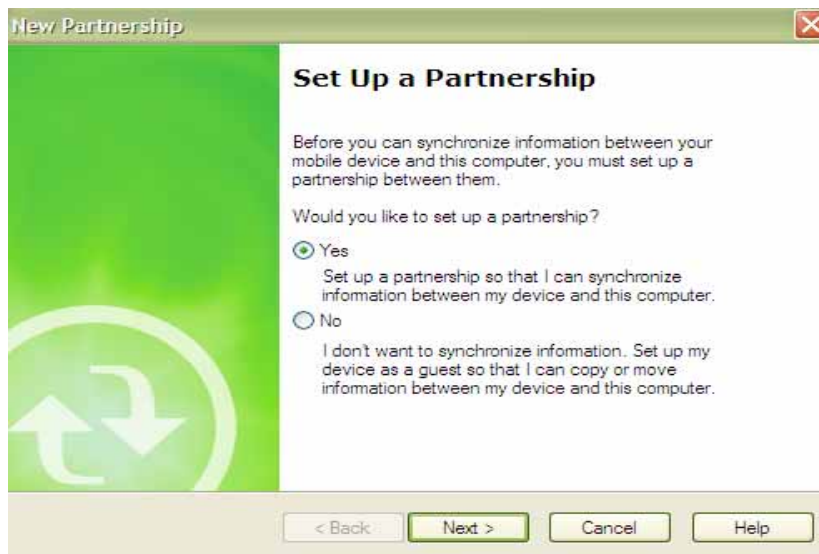 New Partnership
Set Up a Partnership
Before you can synchronize information between your
mobile device and this computer, you must set up a
partnership between them.
Would you like to set up a partnership?
Yes
Set up a partnership so that I can synchronize
information between my device and this computer.
No
I don't want to synchronize information. Set up my
device as a guest so that I can copy or move
information between my device and this computer.
< Back Next > Cancel Help